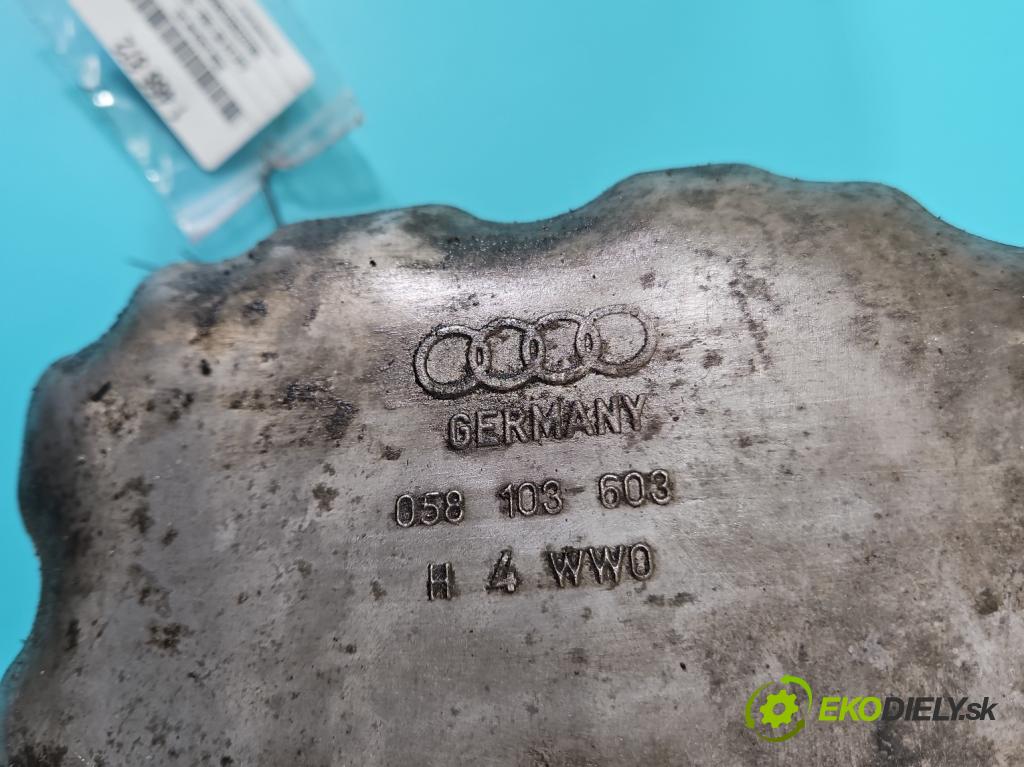 GERMANY
058 103 603
H 4 WW0
EKODIELY.sk